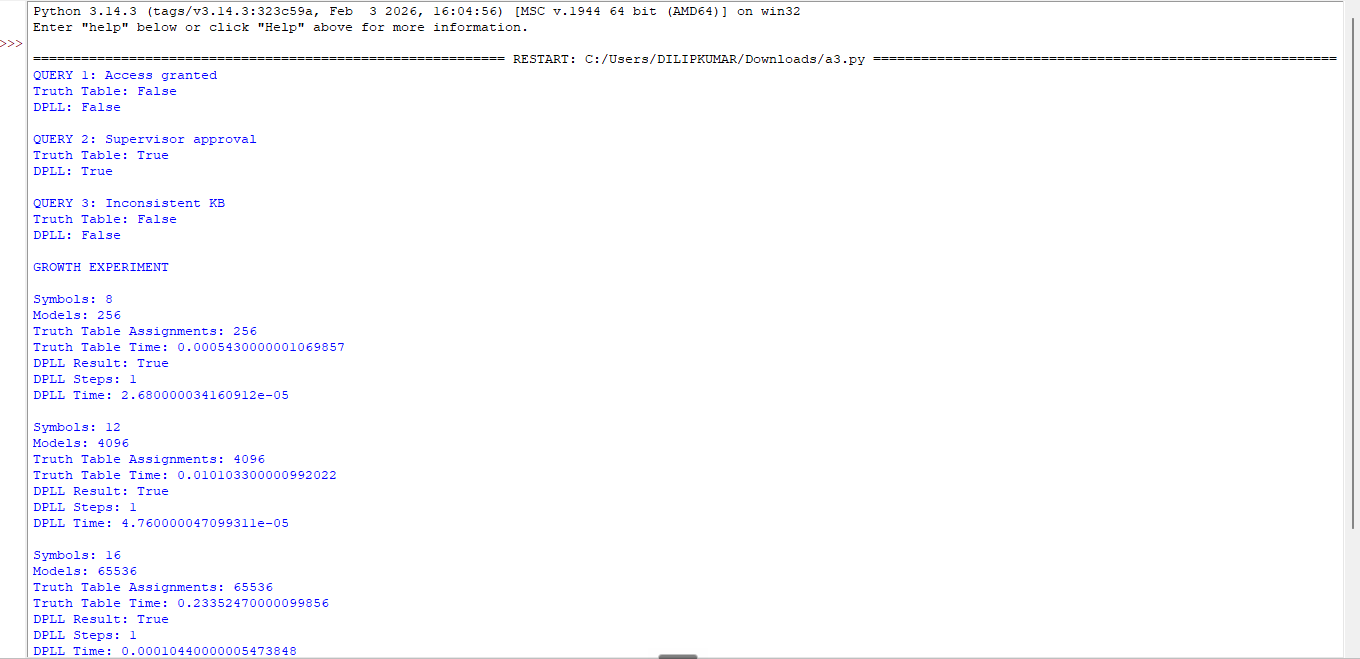 Python 3.14.3 (tags/v3.14.3:323c59a, Feb  3 2026, 16:04:56) [MSC v.1944 64 bit (AMD64)] on win32
Enter "help" below or click "Help" above for more information.
>>>
=========================================================== RESTART: C:/Users/DILIPKUMAR/Downloads/a3.py ==========================================================
QUERY 1: Access granted
Truth Table: False
DPLL: False
QUERY 2: Supervisor approval
Truth Table: True
DPLL: True
QUERY 3: Inconsistent KB
Truth Table: False
DPLL: False
GROWTH EXPERIMENT
Symbols: 8
Models: 256
Truth Table Assignments: 256
Truth Table Time: 0.0005430000001069857
DPLL Result: True
DPLL Steps: 1
DPLL Time: 2.680000034160912e-05
Symbols: 12
Models: 4096
Truth Table Assignments: 4096
Truth Table Time: 0.010103300000992022
DPLL Result: True
DPLL Steps: 1
DPLL Time: 4.760000047099311e-05
Symbols: 16
Models: 65536
Truth Table Assignments: 65536
Truth Table Time: 0.23352470000099856
DPLL Result: True
DPLL Steps: 1
DPLL Time: 0.00010440000005473848